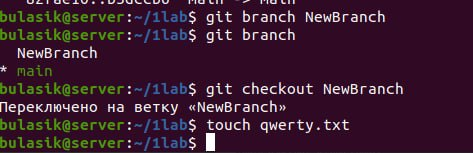 bulasik@server:~/1lab$ git branch NewBranch
bulasik@server:~/1lab$ git branch
  NewBranch
* main
bulasik@server:~/1lab$ git checkout NewBranch
Переключено на ветку «NewBranch»
bulasik@server:~/1lab$ touch qwerty.txt
bulasik@server:~/1lab$